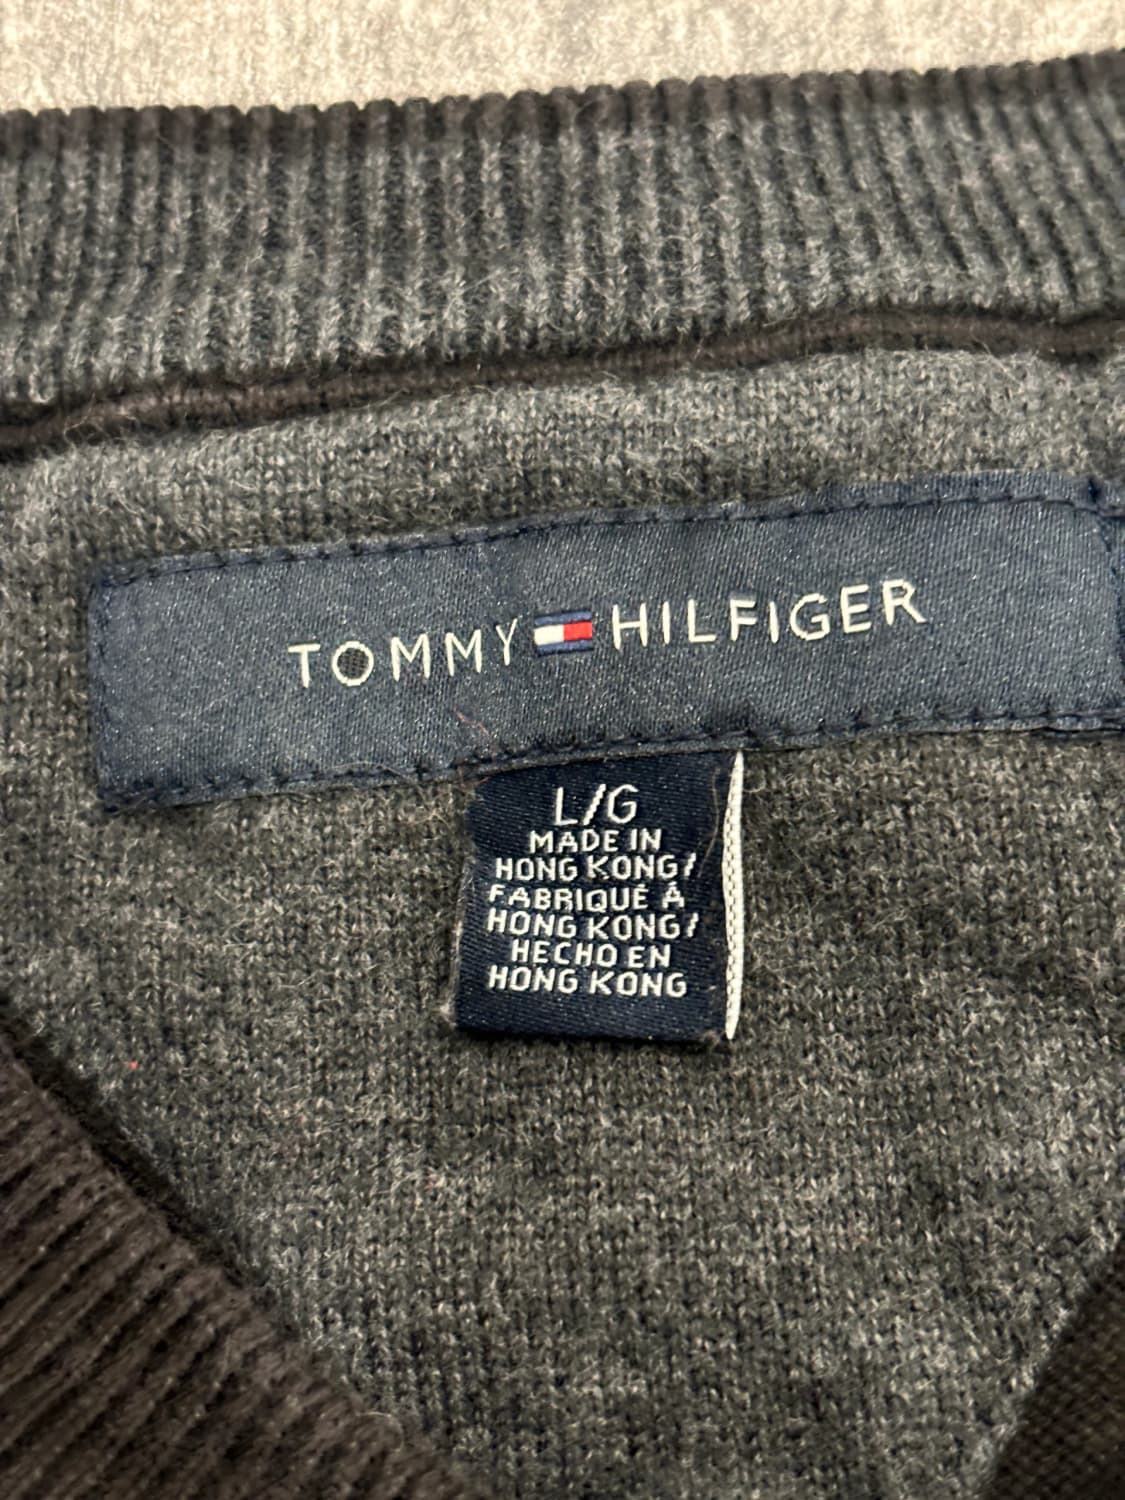 TOMMY HILFIGER
L/G
MADE IN
HONG KONG/
FABRIQUÉ À
HONG KONG/
HECHO EN
HONG KONG